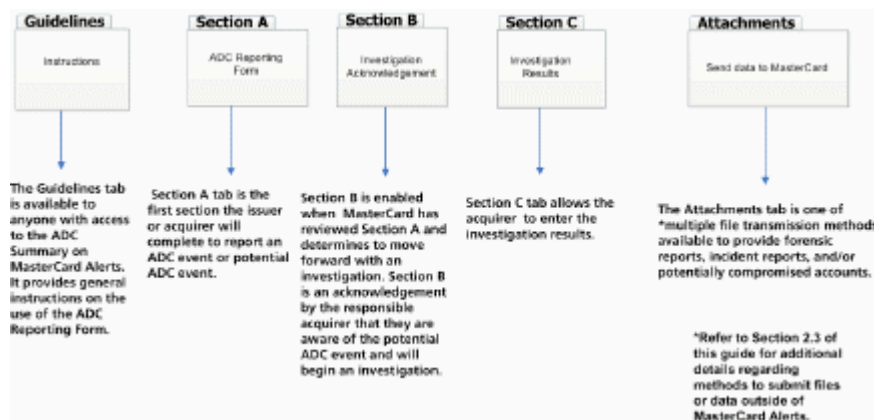 Guidelines
Instructions
The Guidelines tab
is available to
anyone with access
to the ADC
Summary on
MasterCard Alerts.
It provides general
instructions on the
use of the ADC
Reporting Form.
Section A
ADC Reporting
Form
Section A tab is the
first section the issuer
or acquirer will
complete to report an
ADC event or potential
ADC event.
Section B
Investigation
Acknowledgement
Section B is enabled
when MasterCard has
reviewed Section A and
determines to move
forward with an
investigation. Section B
is an acknowledgement
by the responsible
acquirer that they are
aware of the potential
ADC event and will
begin an investigation.
Section C
Investigation
Results
Section C tab allows the
acquirer to enter the
investigation results.
Attachments
Send data to MasterCard
The Attachments tab is one of
*multiple file transmission methods
available to provide forensic
reports, incident reports, and/or
potentially compromised accounts.
*Refer to Section 2.3 of
this guide for additional
details regarding
methods to submit files
or data outside of
MasterCard Alerts.